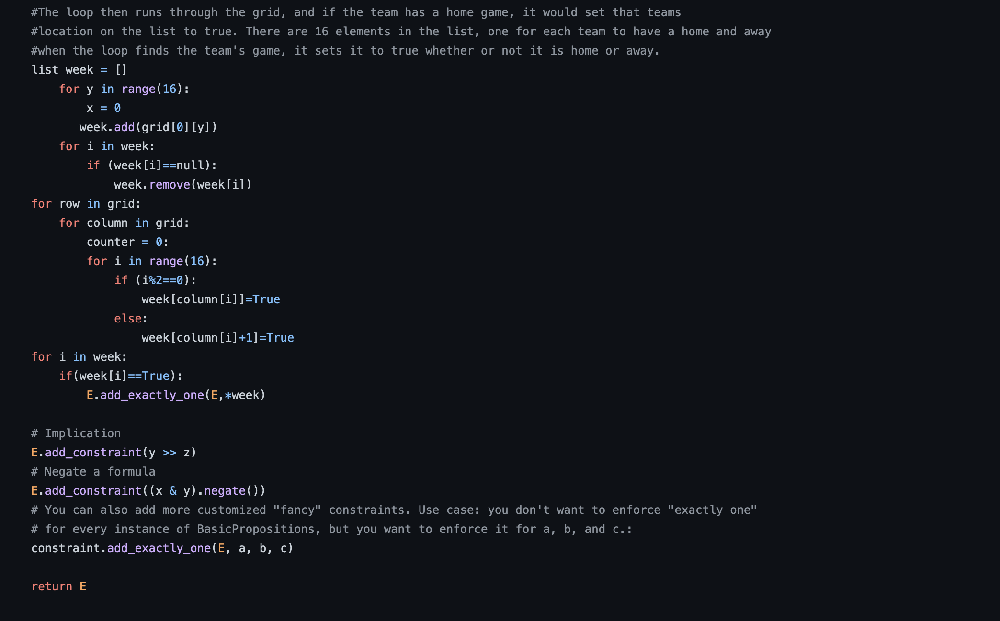 #The loop then runs through the grid, and if the team has a home game, it would set that teams
#location on the list to true. There are 16 elements in the list, one for each team to have a home and away
#when the loop finds the team's game, it sets it to true whether or not it is home or away.
list week = []
    for y in range(16):
        x = 0
       week.add(grid[0][y])
    for i in week:
        if (week[i]==null):
            week.remove(week[i])
for row in grid:
    for column in grid:
        counter = 0:
        for i in range(16):
            if (i%2==0):
                week[column[i]]=True
            else:
                week[column[i]+1]=True
for i in week:
    if(week[i]==True):
        E.add_exactly_one(E,*week)

# Implication
E.add_constraint(y >> z)
# Negate a formula
E.add_constraint((x & y).negate())
# You can also add more customized "fancy" constraints. Use case: you don't want to enforce "exactly one"
# for every instance of BasicPropositions, but you want to enforce it for a, b, and c.:
constraint.add_exactly_one(E, a, b, c)

return E